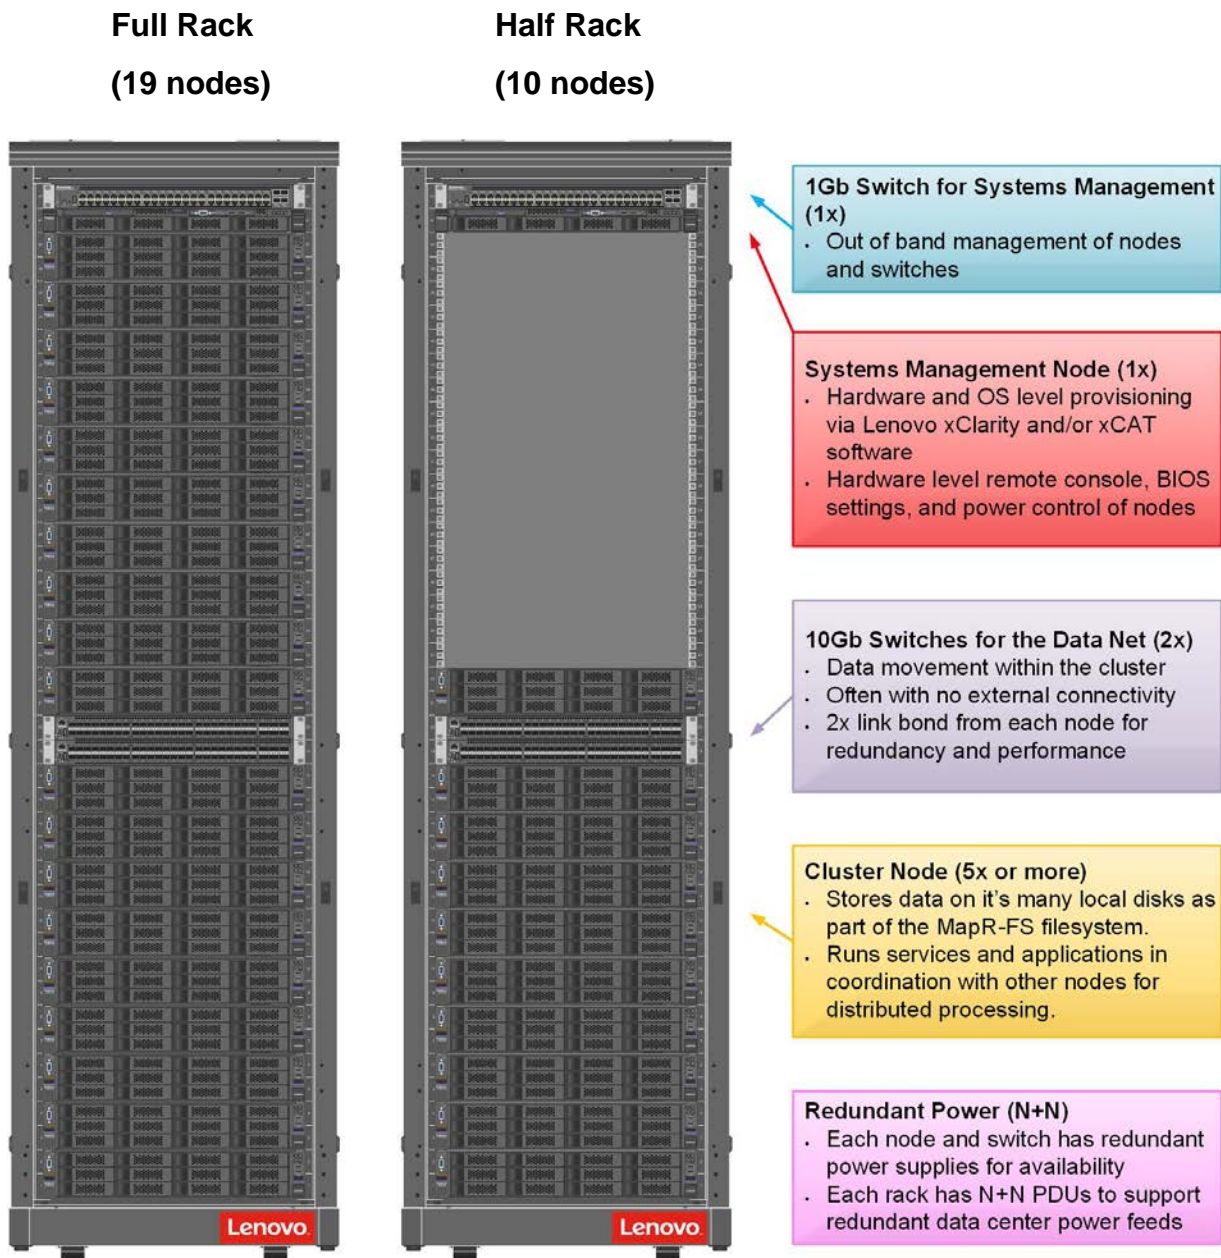 Full Rack
(19 nodes)
Half Rack
(10 nodes)
1Gb Switch for Systems Management
(1x)
• Out of band management of nodes
and switches
Systems Management Node (1x)
• Hardware and OS level provisioning
via Lenovo xClarity and/or xCAT
software
• Hardware level remote console, BIOS
settings, and power control of nodes
10Gb Switches for the Data Net (2x)
• Data movement within the cluster
• Often with no external connectivity
• 2x link bond from each node for
redundancy and performance
Cluster Node (5x or more)
• Stores data on it's many local disks as
part of the MapR-FS filesystem.
• Runs services and applications in
coordination with other nodes for
distributed processing.
Redundant Power (N+N)
• Each node and switch has redundant
power supplies for availability
• Each rack has N+N PDUs to support
redundant data center power feeds
Lenovo
Lenovo